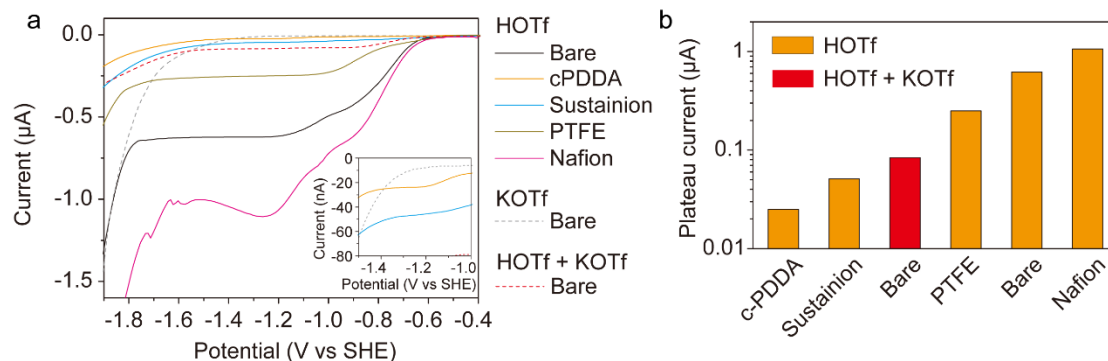 a
Current (μA)
0.0
-0.5
-1.0
-1.5
-1.8 -1.6 -1.4 -1.2 -1.0 -0.8 -0.6 -0.4
Potential (V vs SHE)
Current (nA)
0
-20
-40
-60
-80
-1.5 -1.4 -1.2 -1.0
Potential (V vs SHE)
HOTf
Bare
cPDDA
Sustainion
PTFE
Nafion
KOTf
Bare
HOTf + KOTf
Bare
b
Plateau current (μA)
1
0.1
0.01
HOTf
HOTf + KOTf
c-PDDA
Sustainion
Bare
PTFE
Bare
Nafion